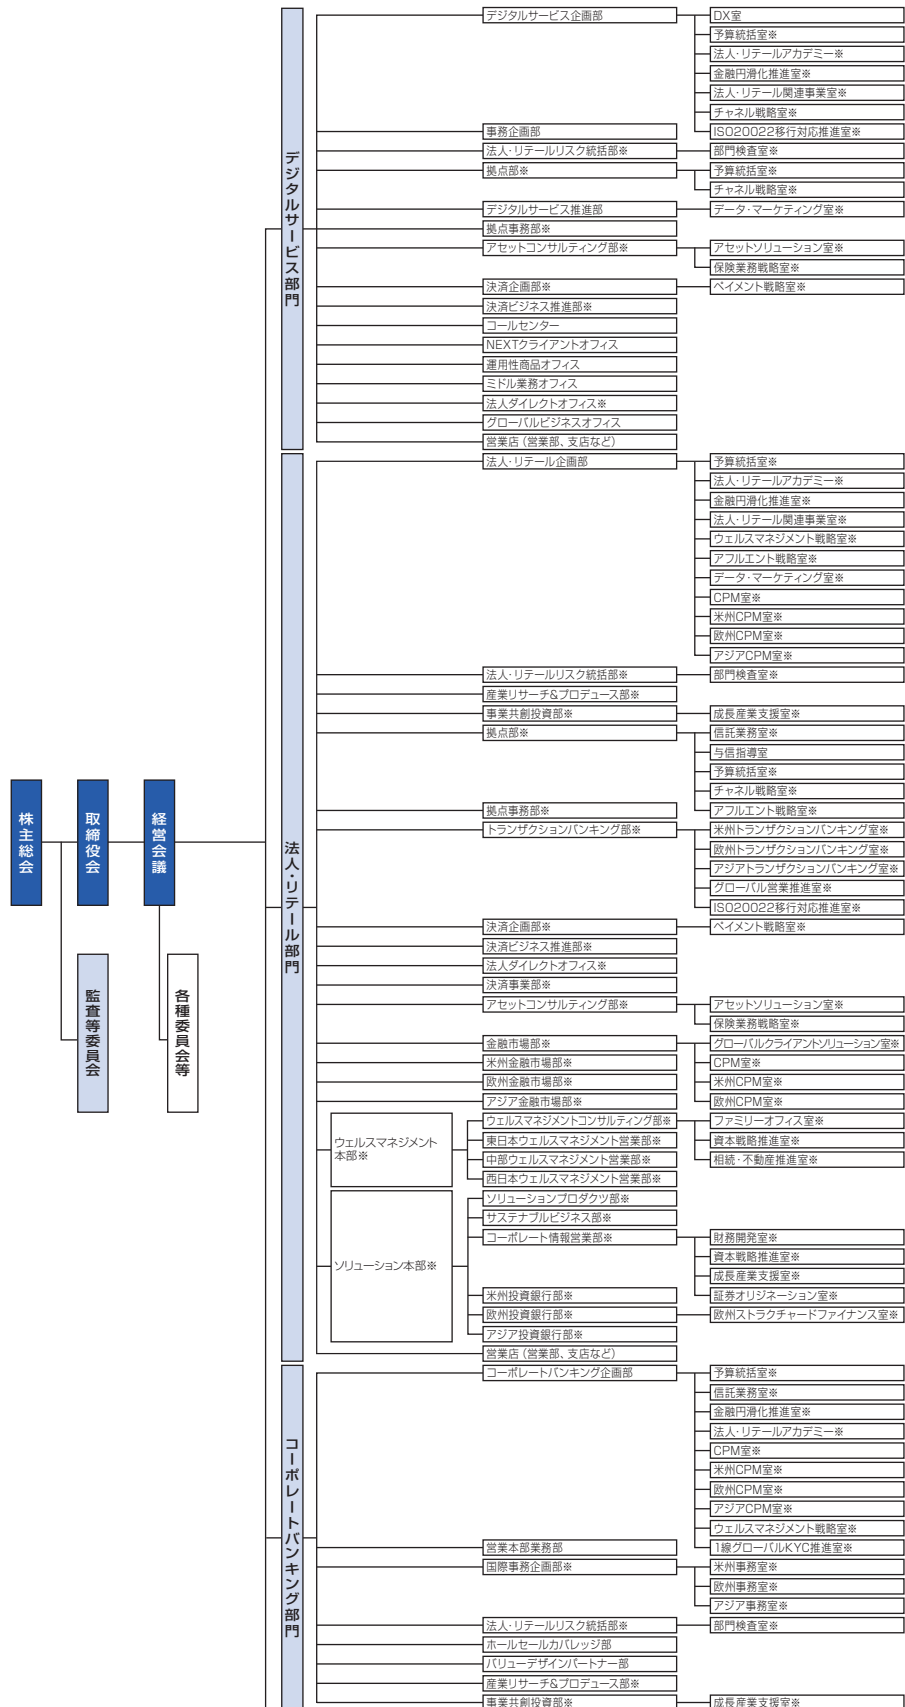 株主総会
取締役会
経営会議
監査等委員会
各種委員会等
デジタルサービス部門
デジタルサービス企画部
DX室
予算統括室※
法人・リテールアカデミー※
金融円滑化推進室※
法人・リテール関連事業室※
チャネル戦略室※
ISO20022移行対応推進室※
事務企画部
法人・リテールリスク統括部※
部門検査室※
拠点部※
予算統括室※
チャネル戦略室※
デジタルサービス推進部
データ・マーケティング室※
拠点事務部※
アセットコンサルティング部※
アセットソリューション室※
保険業務戦略室※
決済企画部※
ペイメント戦略室※
決済ビジネス推進部※
コールセンター
NEXTクライアントオフィス
運用性商品オフィス
ミドル業務オフィス
法人ダイレクトオフィス※
グローバルビジネスオフィス
営業店（営業部、支店など）
法人・リテール部門
法人・リテール企画部
予算統括室※
法人・リテールアカデミー※
金融円滑化推進室※
法人・リテール関連事業室※
ウェルスマネジメント戦略室※
アフルエント戦略室※
データ・マーケティング室※
CPM室※
米州CPM室※
欧州CPM室※
アジアCPM室※
法人・リテールリスク統括部※
部門検査室※
産業リサーチ&プロデュース部※
事業共創投資部※
成長産業支援室※
拠点部※
信託業務室※
与信指導室
予算統括室※
チャネル戦略室※
アフルエント戦略室※
拠点事務部※
トランザクションバンキング部※
米州トランザクションバンキング室※
欧州トランザクションバンキング室※
アジアトランザクションバンキング室※
グローバル営業推進室※
ISO20022移行対応推進室※
決済企画部※
ペイメント戦略室※
決済ビジネス推進部※
法人ダイレクトオフィス※
決済事業部※
アセットコンサルティング部※
アセットソリューション室※
保険業務戦略室※
金融市場部※
グローバルクライアントソリューション室※
CPM室※
米州CPM室※
欧州CPM室※
米州金融市場部※
欧州金融市場部※
アジア金融市場部※
ウェルスマネジメント
本部※
ウェルスマネジメントコンサルティング部※
ファミリーオフィス室※
資本戦略推進室※
相続・不動産推進室※
東日本ウェルスマネジメント営業部※
中部ウェルスマネジメント営業部※
西日本ウェルスマネジメント営業部※
ソリューション本部※
ソリューションプロダクツ部※
サステナブルビジネス部※
コーポレート情報営業部※
財務開発室※
資本戦略推進室※
成長産業支援室※
証券オリジネーション室※
米州投資銀行部※
欧州投資銀行部※
欧州ストラクチャードファイナンス室※
アジア投資銀行部※
営業店（営業部、支店など）
コーポレートバンキング部門
コーポレートバンキング企画部
予算統括室※
信託業務室※
金融円滑化推進室※
法人・リテールアカデミー※
CPM室※
米州CPM室※
欧州CPM室※
アジアCPM室※
ウェルスマネジメント戦略室※
1線グローバルKYC推進室※
営業本部業務部
国際事務企画部※
米州事務室※
欧州事務室※
アジア事務室※
法人・リテールリスク統括部※
部門検査室※
ホールセールカバレッジ部
バリューデザインパートナー部
産業リサーチ&プロデュース部※
事業共創投資部※
成長産業支援室※